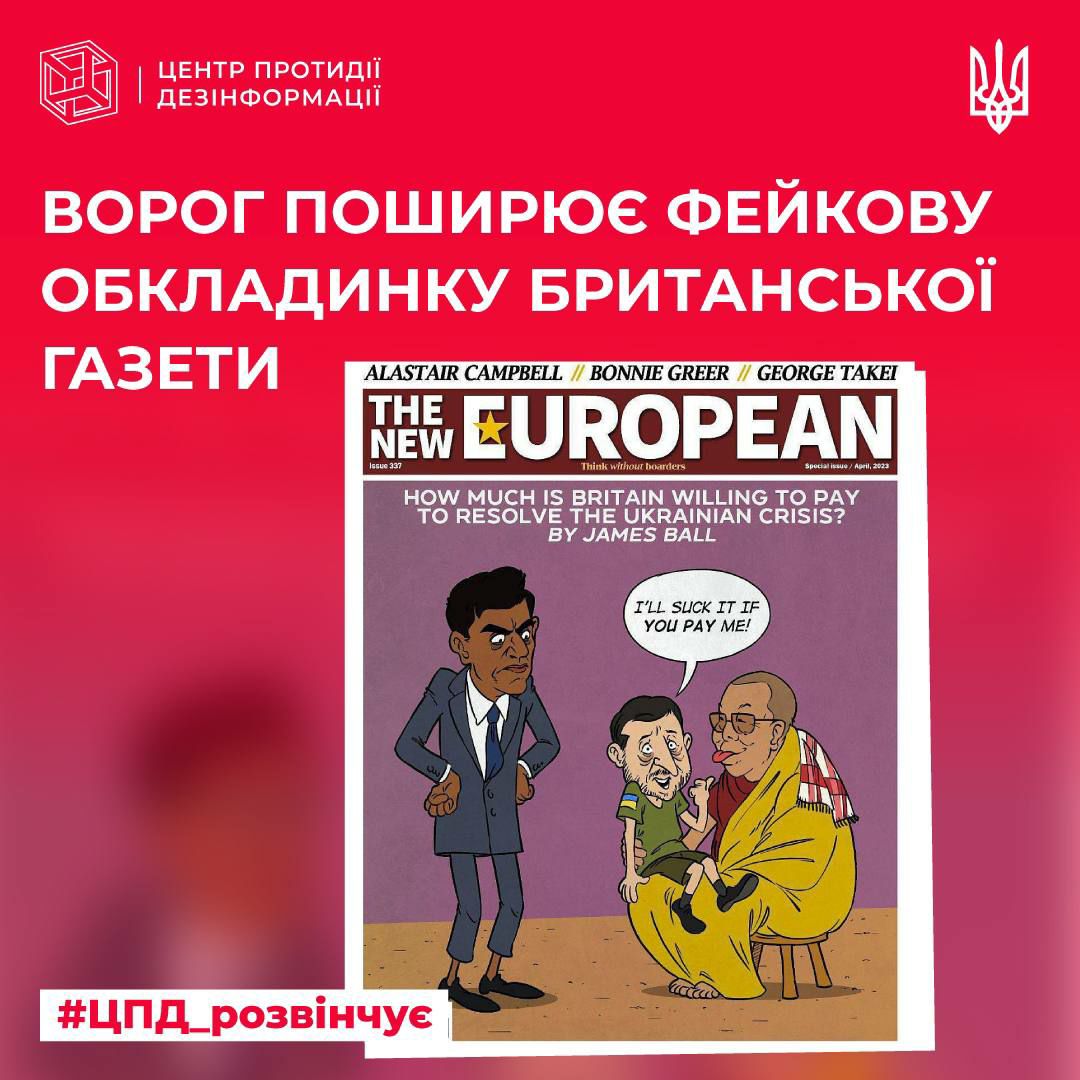 ЦЕНТР ПРОТИДІЇ
ДЕЗІНФОРМАЦІЇ
ВОРОГ ПОШИРЮЄ ФЕЙКОВУ
ОБКЛАДИНКУ БРИТАНСЬКОЇ
ГАЗЕТИ
ALASTAIR CAMPBELL // BONNIE GREER // GEORGE TAKEI
THE NEW EUROPEAN
Issue 337 Think without boarders Special issue / April, 2023
HOW MUCH IS BRITAIN WILLING TO PAY
TO RESOLVE THE UKRAINIAN CRISIS?
BY JAMES BALL
I'LL SUCK IT IF
YOU PAY ME!
#ЦПД_розвінчує